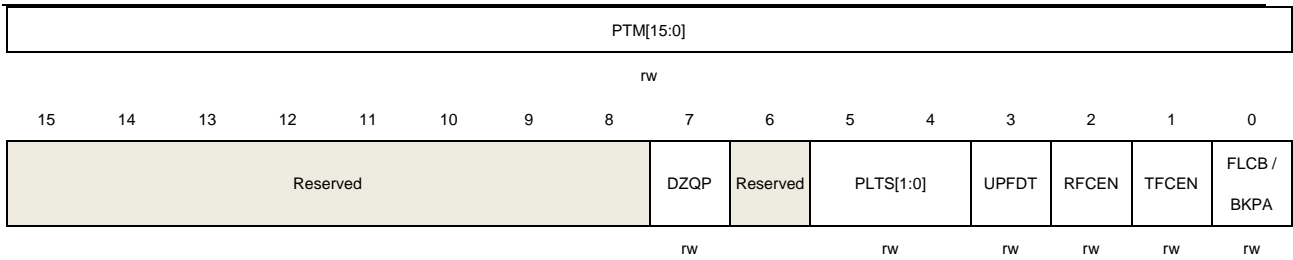 PTM[15:0]
rw
15 14 13 12 11 10 9 8 7 6 5 4 3 2 1 0
Reserved DZQP Reserved PLTS[1:0] UPFDT RFCEN TFCEN FLCB /
BKPA
rw rw rw rw rw rw